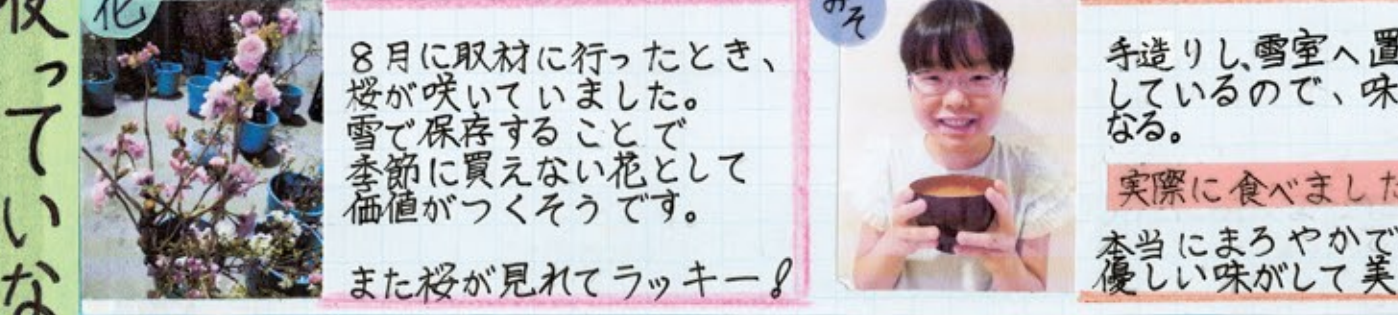 っていな
花
8月に取材に行ったとき、
桜が咲いていました。
雪で保存することで
季節に買えない花として
価値がつくそうです。
また桜が見れてラッキー!
みそ
手造りし、雪室へ置
しているので、味
なる。
実際に食べました
本当にまろやかで
優しい味がして美